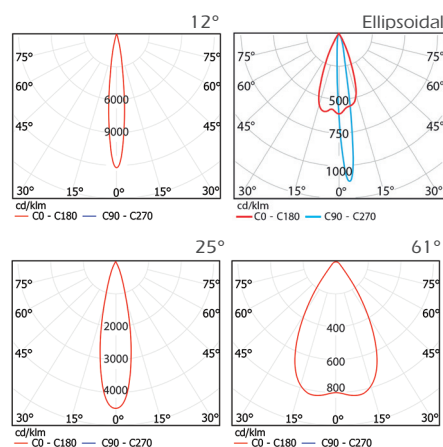 12° Ellipsoidal
75° 75° 75° 75°
60° 6000 60° 60° 500 60°
45° 9000 45° 45° 750 45°
1000
30° 15° 0° 15° 30° 30° 15° 0° 15° 30°
cd/klm cd/klm
C0 - C180 C90 - C270 C0 - C180 C90 - C270
25° 61°
75° 75° 75° 75°
60° 2000 60° 60° 400 60°
45° 3000 45° 45° 600 45°
4000 800
30° 15° 0° 15° 30° 30° 15° 0° 15° 30°
cd/klm cd/klm
C0 - C180 C90 - C270 C0 - C180 C90 - C270